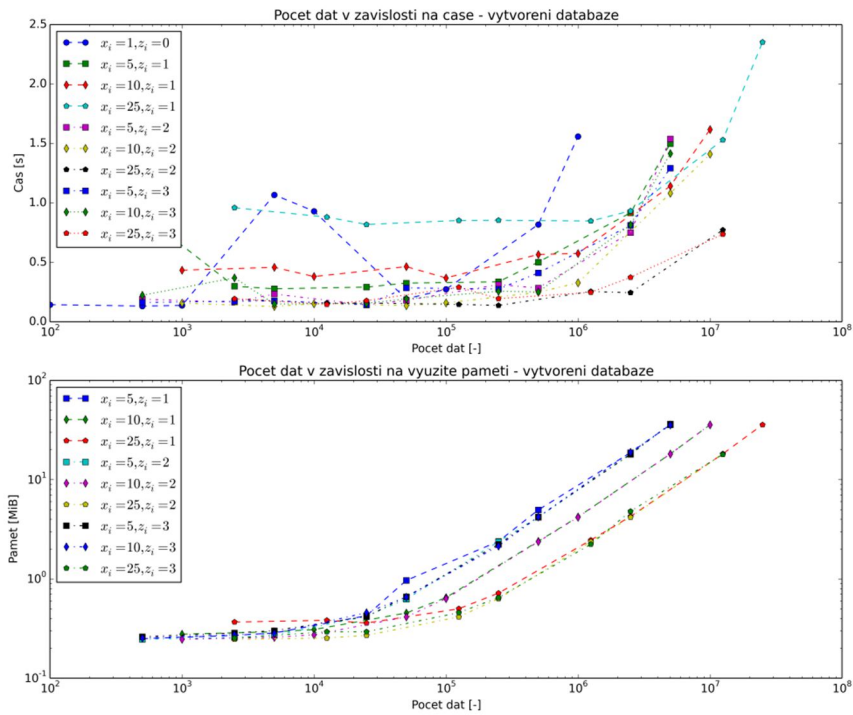 Pocet dat v zavislosti na case - vytvoreni databaze
2.5
2.0
1.5
1.0
0.5
0.0
Cas [s]
x_i = 1, z_i = 0
x_i = 5, z_i = 1
x_i = 10, z_i = 1
x_i = 25, z_i = 1
x_i = 5, z_i = 2
x_i = 10, z_i = 2
x_i = 25, z_i = 2
x_i = 5, z_i = 3
x_i = 10, z_i = 3
x_i = 25, z_i = 3
10^2 10^3 10^4 10^5 10^6 10^7 10^8
Pocet dat [-]
Pocet dat v zavislosti na vyuzite pameti - vytvoreni databaze
10^2
10^1
10^0
10^-1
Pamet [MiB]
x_i = 5, z_i = 1
x_i = 10, z_i = 1
x_i = 25, z_i = 1
x_i = 5, z_i = 2
x_i = 10, z_i = 2
x_i = 25, z_i = 2
x_i = 5, z_i = 3
x_i = 10, z_i = 3
x_i = 25, z_i = 3
10^2 10^3 10^4 10^5 10^6 10^7 10^8
Pocet dat [-]